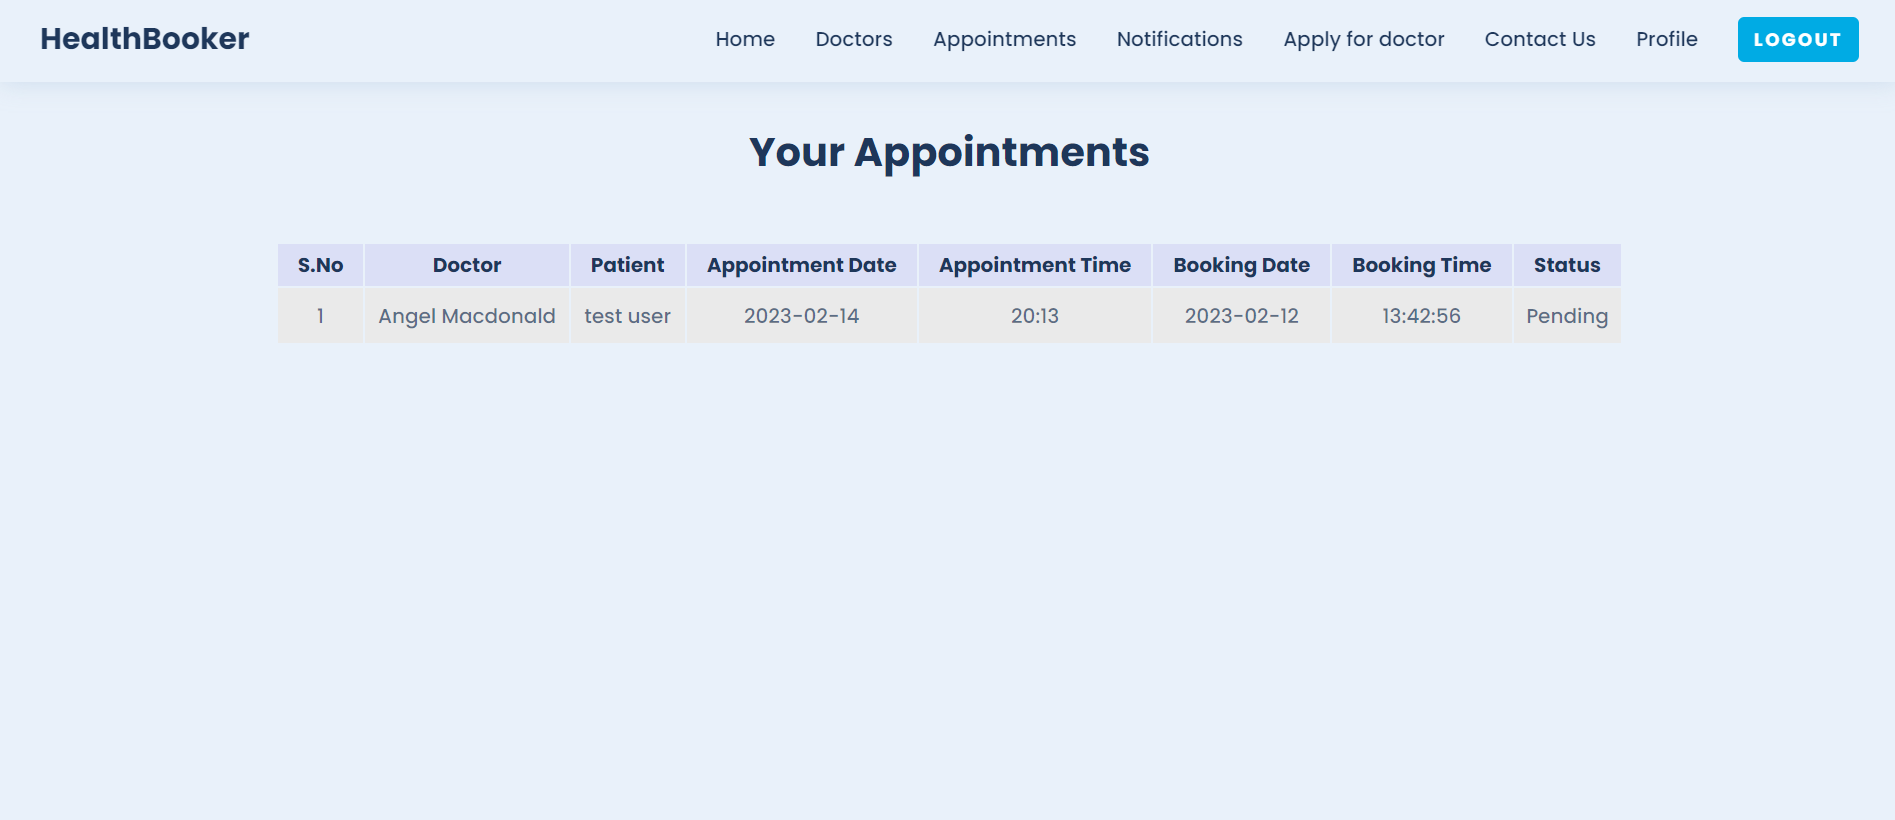 HealthBooker Home Doctors Appointments Notifications Apply for doctor Contact Us Profile LOGOUT
Your Appointments
S.No Doctor Patient Appointment Date Appointment Time Booking Date Booking Time Status
1 Angel Macdonald test user 2023-02-14 20:13 2023-02-12 13:42:56 Pending